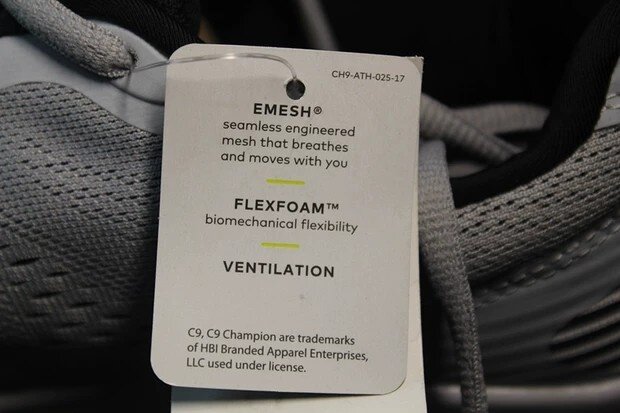 CH9-ATH-025-17
EMESH®
seamless engineered
mesh that breathes
and moves with you
FLEXFOAM™
biomechanical flexibility
VENTILATION
C9, C9 Champion are trademarks
of HBI Branded Apparel Enterprises,
LLC used under license.